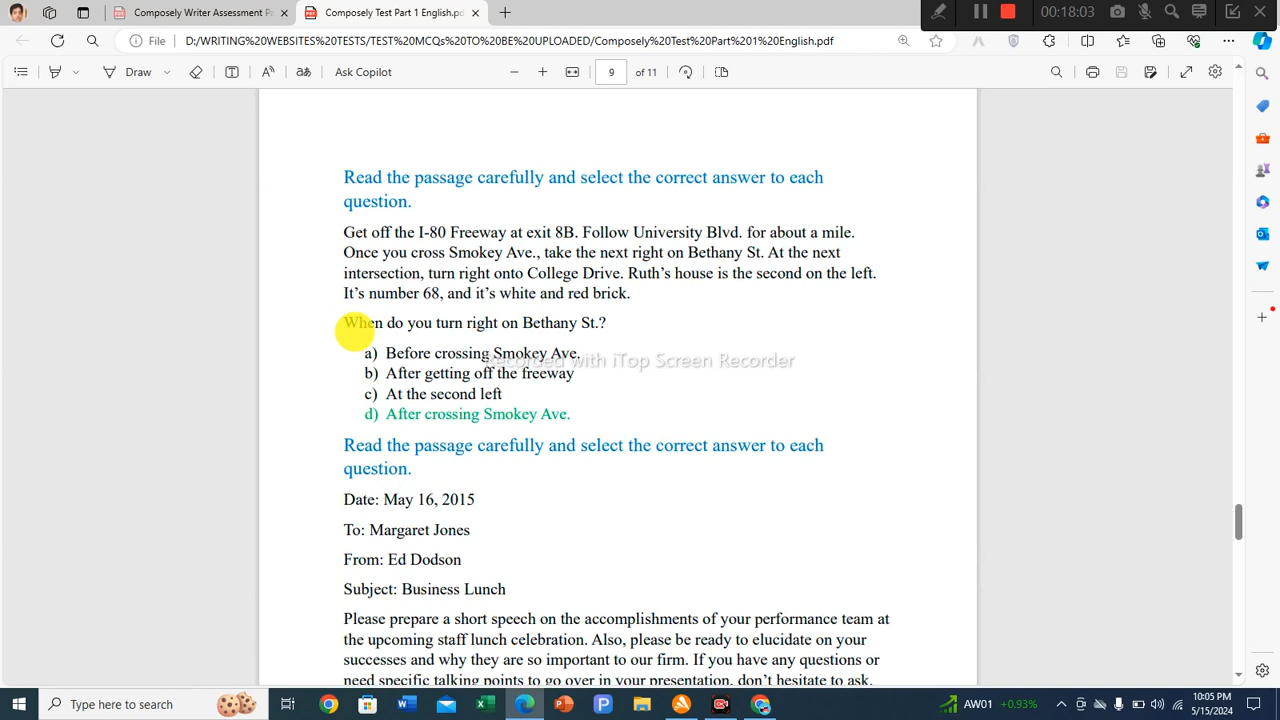 Composely Writer Assessment Pa
Composely Test Part 1 English.pd
00:18:03
File
D:/WRITING%20WEBSITES%20TESTS/TEST%20MCQs%20TO%20BE%20UPLOADED/Composely%20Test%20Part%201%20English.pdf
Draw
Ask Copilot
9
of 11
Read the passage carefully and select the correct answer to each
question.
Get off the I-80 Freeway at exit 8B. Follow University Blvd. for about a mile.
Once you cross Smokey Ave., take the next right on Bethany St. At the next
intersection, turn right onto College Drive. Ruth's house is the second on the left.
It's number 68, and it's white and red brick.
When do you turn right on Bethany St.?
a) Before crossing Smokey Ave.
Recorded with iTop Screen Recorder
b) After getting off the freeway
c) At the second left
d) After crossing Smokey Ave.
Read the passage carefully and select the correct answer to each
question.
Date: May 16, 2015
To: Margaret Jones
From: Ed Dodson
Subject: Business Lunch
Please prepare a short speech on the accomplishments of your performance team at
the upcoming staff lunch celebration. Also, please be ready to elucidate on your
successes and why they are so important to our firm. If you have any questions or
need specific talking points to go over in your presentation, don't hesitate to ask.
Type here to search
AW01 +0.93%
10:05 PM
5/15/2024